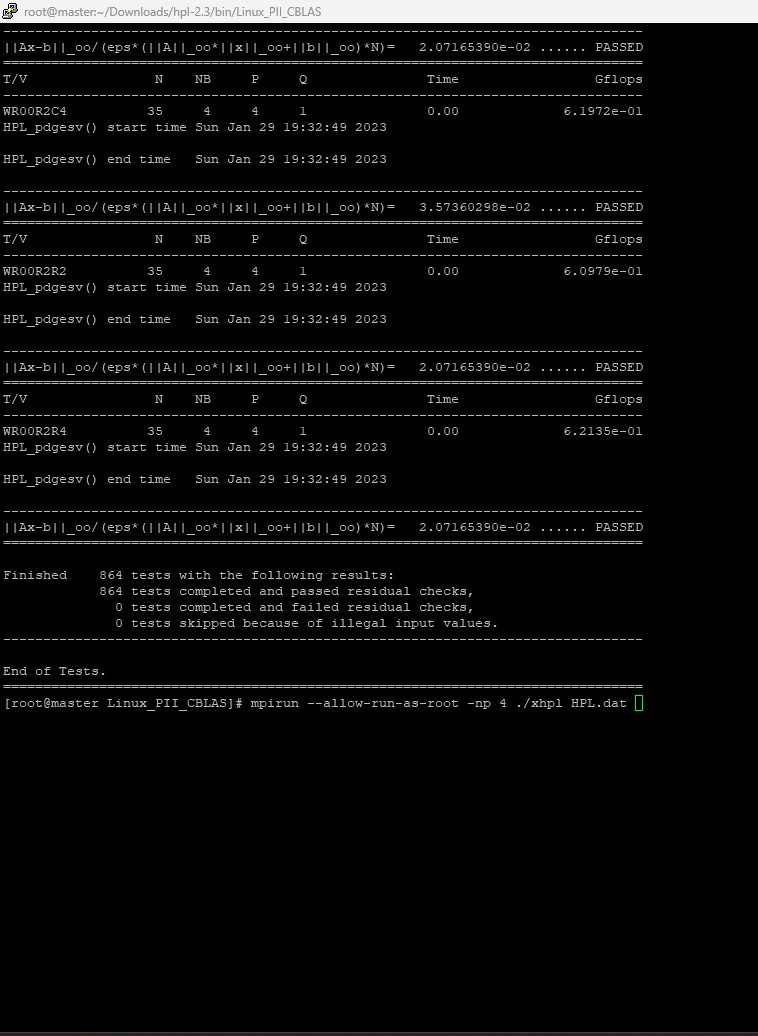 root@master:~/Downloads/hpl-2.3/bin/Linux_PII_CBLAS
--------------------------------------------------------------------------------
||Ax-b||_oo/(eps*(||A||_oo*||x||_oo+||b||_oo)*N)=   2.07165390e-02 ...... PASSED
================================================================================
T/V                N    NB     P     Q               Time                 Gflops
--------------------------------------------------------------------------------
WR00R2C4          35     4     4     1               0.00             6.1972e-01
HPL_pdgesv() start time Sun Jan 29 19:32:49 2023
HPL_pdgesv() end time   Sun Jan 29 19:32:49 2023
--------------------------------------------------------------------------------
||Ax-b||_oo/(eps*(||A||_oo*||x||_oo+||b||_oo)*N)=   3.57360298e-02 ...... PASSED
================================================================================
T/V                N    NB     P     Q               Time                 Gflops
--------------------------------------------------------------------------------
WR00R2R2          35     4     4     1               0.00             6.0979e-01
HPL_pdgesv() start time Sun Jan 29 19:32:49 2023
HPL_pdgesv() end time   Sun Jan 29 19:32:49 2023
--------------------------------------------------------------------------------
||Ax-b||_oo/(eps*(||A||_oo*||x||_oo+||b||_oo)*N)=   2.07165390e-02 ...... PASSED
================================================================================
T/V                N    NB     P     Q               Time                 Gflops
--------------------------------------------------------------------------------
WR00R2R4          35     4     4     1               0.00             6.2135e-01
HPL_pdgesv() start time Sun Jan 29 19:32:49 2023
HPL_pdgesv() end time   Sun Jan 29 19:32:49 2023
--------------------------------------------------------------------------------
||Ax-b||_oo/(eps*(||A||_oo*||x||_oo+||b||_oo)*N)=   2.07165390e-02 ...... PASSED
================================================================================
Finished    864 tests with the following results:
            864 tests completed and passed residual checks,
              0 tests completed and failed residual checks,
              0 tests skipped because of illegal input values.
--------------------------------------------------------------------------------
End of Tests.
================================================================================
[root@master Linux_PII_CBLAS]# mpirun --allow-run-as-root -np 4 ./xhpl HPL.dat